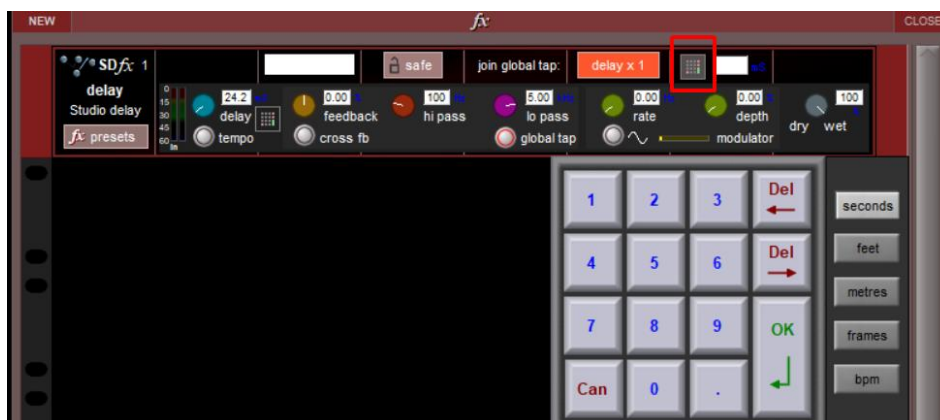 NEW fx CLOSE
SDfx 1 safe join global tap: delay x 1 mS
delay
Studio delay
fx presets
0
15
30
45
60
In
24.2 0.00 100 5.00 0.00 0.00 100
delay feedback hi pass lo pass rate depth
dry wet
tempo cross fb global tap modulator
1 2 3 Del
seconds
4 5 6 Del
feet
metres
7 8 9 OK
frames
Can 0 .
bpm